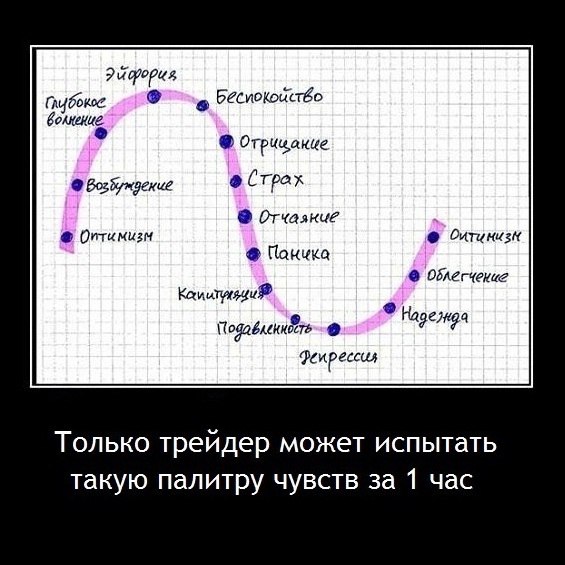 Эйфория
Глубокое
волнение
Беспокойство
Отрицание
Возбуждение
Страх
Отчаяние
Оптимизм
Паника
Оптимизм
Облегчение
Капитуляция
Надежда
Подавленность
Депрессия
Только трейдер может испытать
такую палитру чувств за 1 час